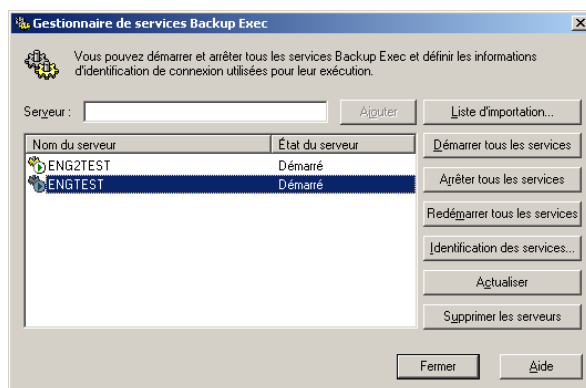 Gestionnaire de services Backup Exec
Vous pouvez démarrer et arrêter tous les services Backup Exec et définir les informations
d'identification de connexion utilisées pour leur exécution.
Serveur :
Ajouter
Liste d'importation...
Nom du serveur
État du serveur
Démarrer tous les services
ENG2TEST
Démarré
ENGTEST
Démarré
Arrêter tous les services
Redémarrer tous les services
Identification des services...
Actualiser
Supprimer les serveurs
Fermer
Aide